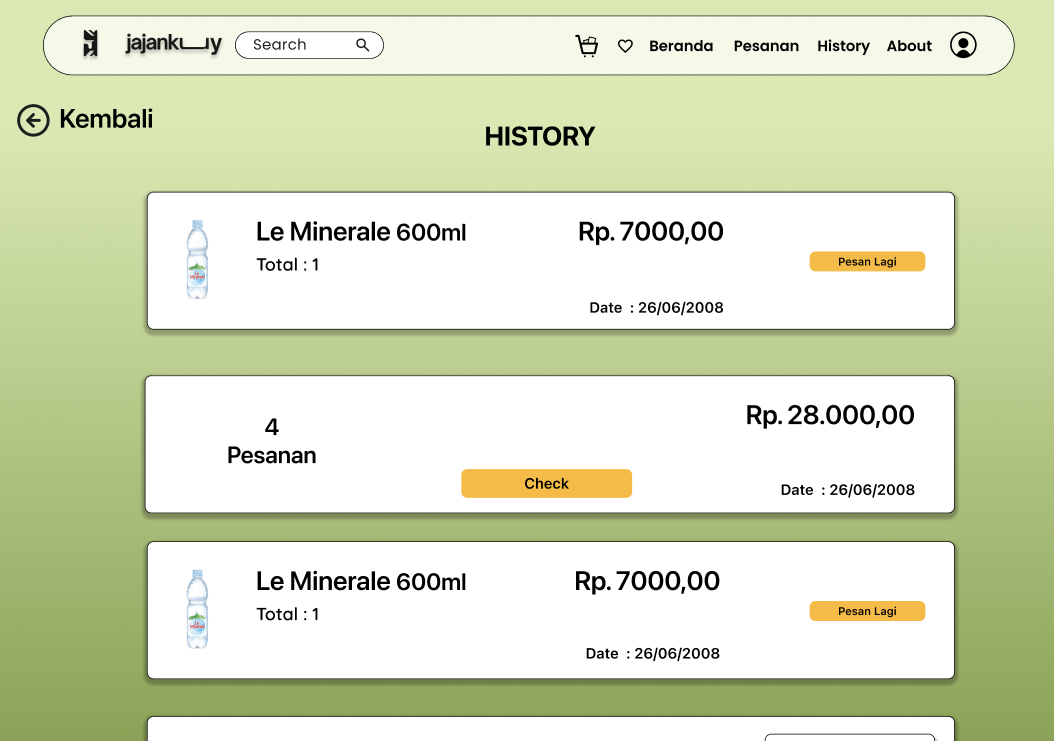 jajankuy
Search
Beranda
Pesanan
History
About
Kembali
HISTORY
Le Minerale 600ml
Rp. 7000,00
Total : 1
Pesan Lagi
Date : 26/06/2008
4
Pesanan
Rp. 28.000,00
Check
Date : 26/06/2008
Le Minerale 600ml
Rp. 7000,00
Total : 1
Pesan Lagi
Date : 26/06/2008